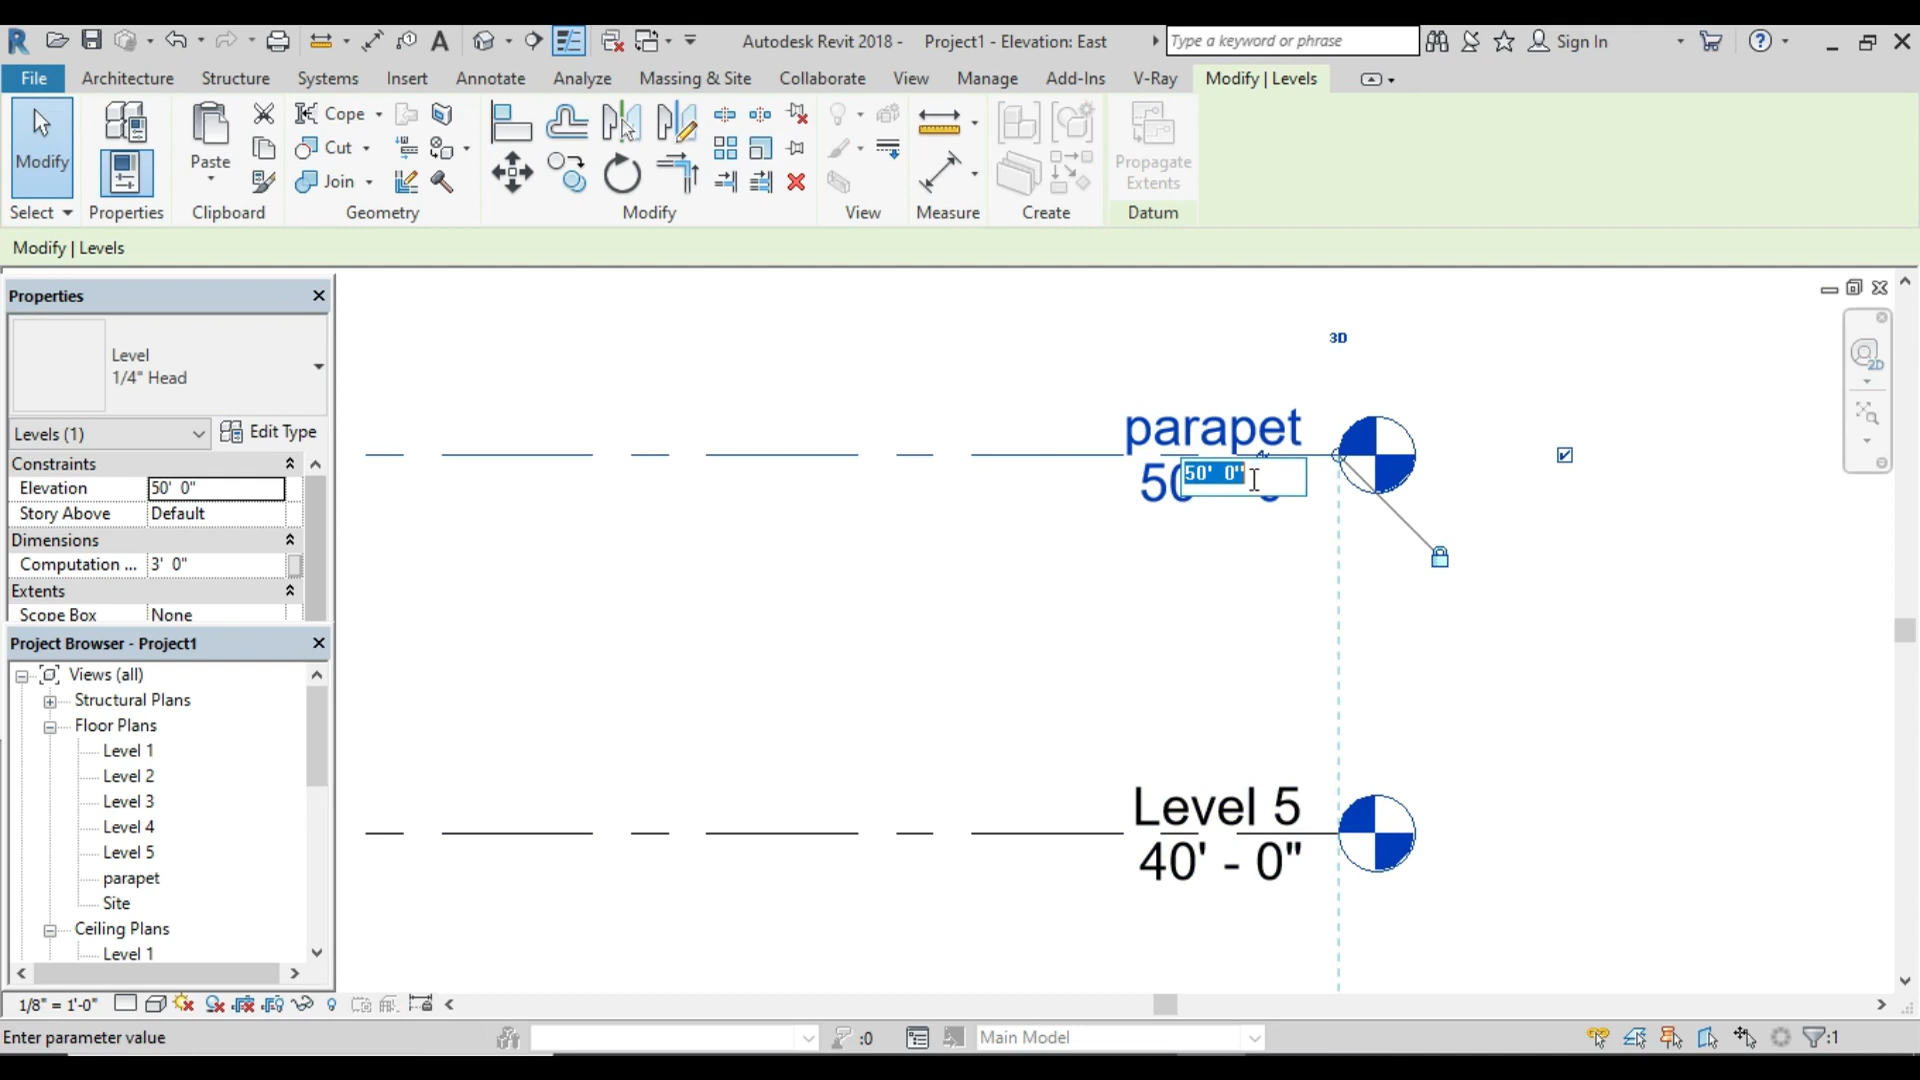 Autodesk Revit 2018 - Project1 - Elevation: East
Type a keyword or phrase
Sign In
File Architecture Structure Systems Insert Annotate Analyze Massing & Site Collaborate View Manage Add-Ins V-Ray Modify | Levels
Modify
Paste
Cope
Cut
Join
Propagate
Extents
Select Properties Clipboard Geometry Modify View Measure Create Datum
Modify | Levels
Properties
Level
1/4" Head
Levels (1)
Edit Type
Constraints
Elevation 50' 0"
Story Above Default
Dimensions
Computation ... 3' 0"
Extents
Scope Box None
Project Browser - Project1
Views (all)
Structural Plans
Floor Plans
Level 1
Level 2
Level 3
Level 4
Level 5
parapet
Site
Ceiling Plans
Level 1
3D
parapet
50' 0"
Level 5
40' - 0"
2D
1/8" = 1'-0"
Enter parameter value
:0
Main Model
:1